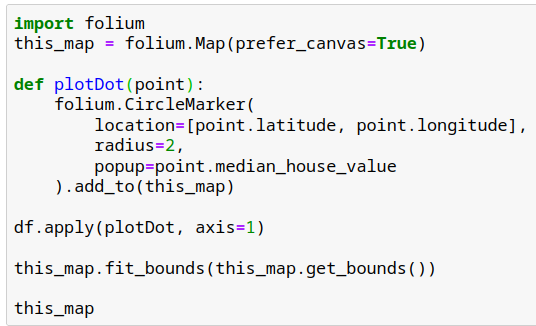 import folium
this_map = folium.Map(prefer_canvas=True)
def plotDot(point):
    folium.CircleMarker(
        location=[point.latitude, point.longitude],
        radius=2,
        popup=point.median_house_value
    ).add_to(this_map)
df.apply(plotDot, axis=1)
this_map.fit_bounds(this_map.get_bounds())
this_map